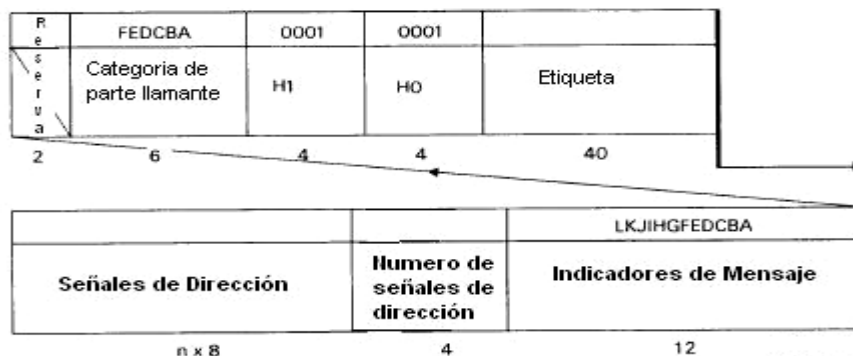 Reserva
FEDCBA
0001
0001
Categoria de
parte llamante
H1
H0
Etiqueta
2
6
4
4
40
LKJIHGFEDCBA
Señales de Dirección
Numero de
señales de
dirección
Indicadores de Mensaje
n x 8
4
12